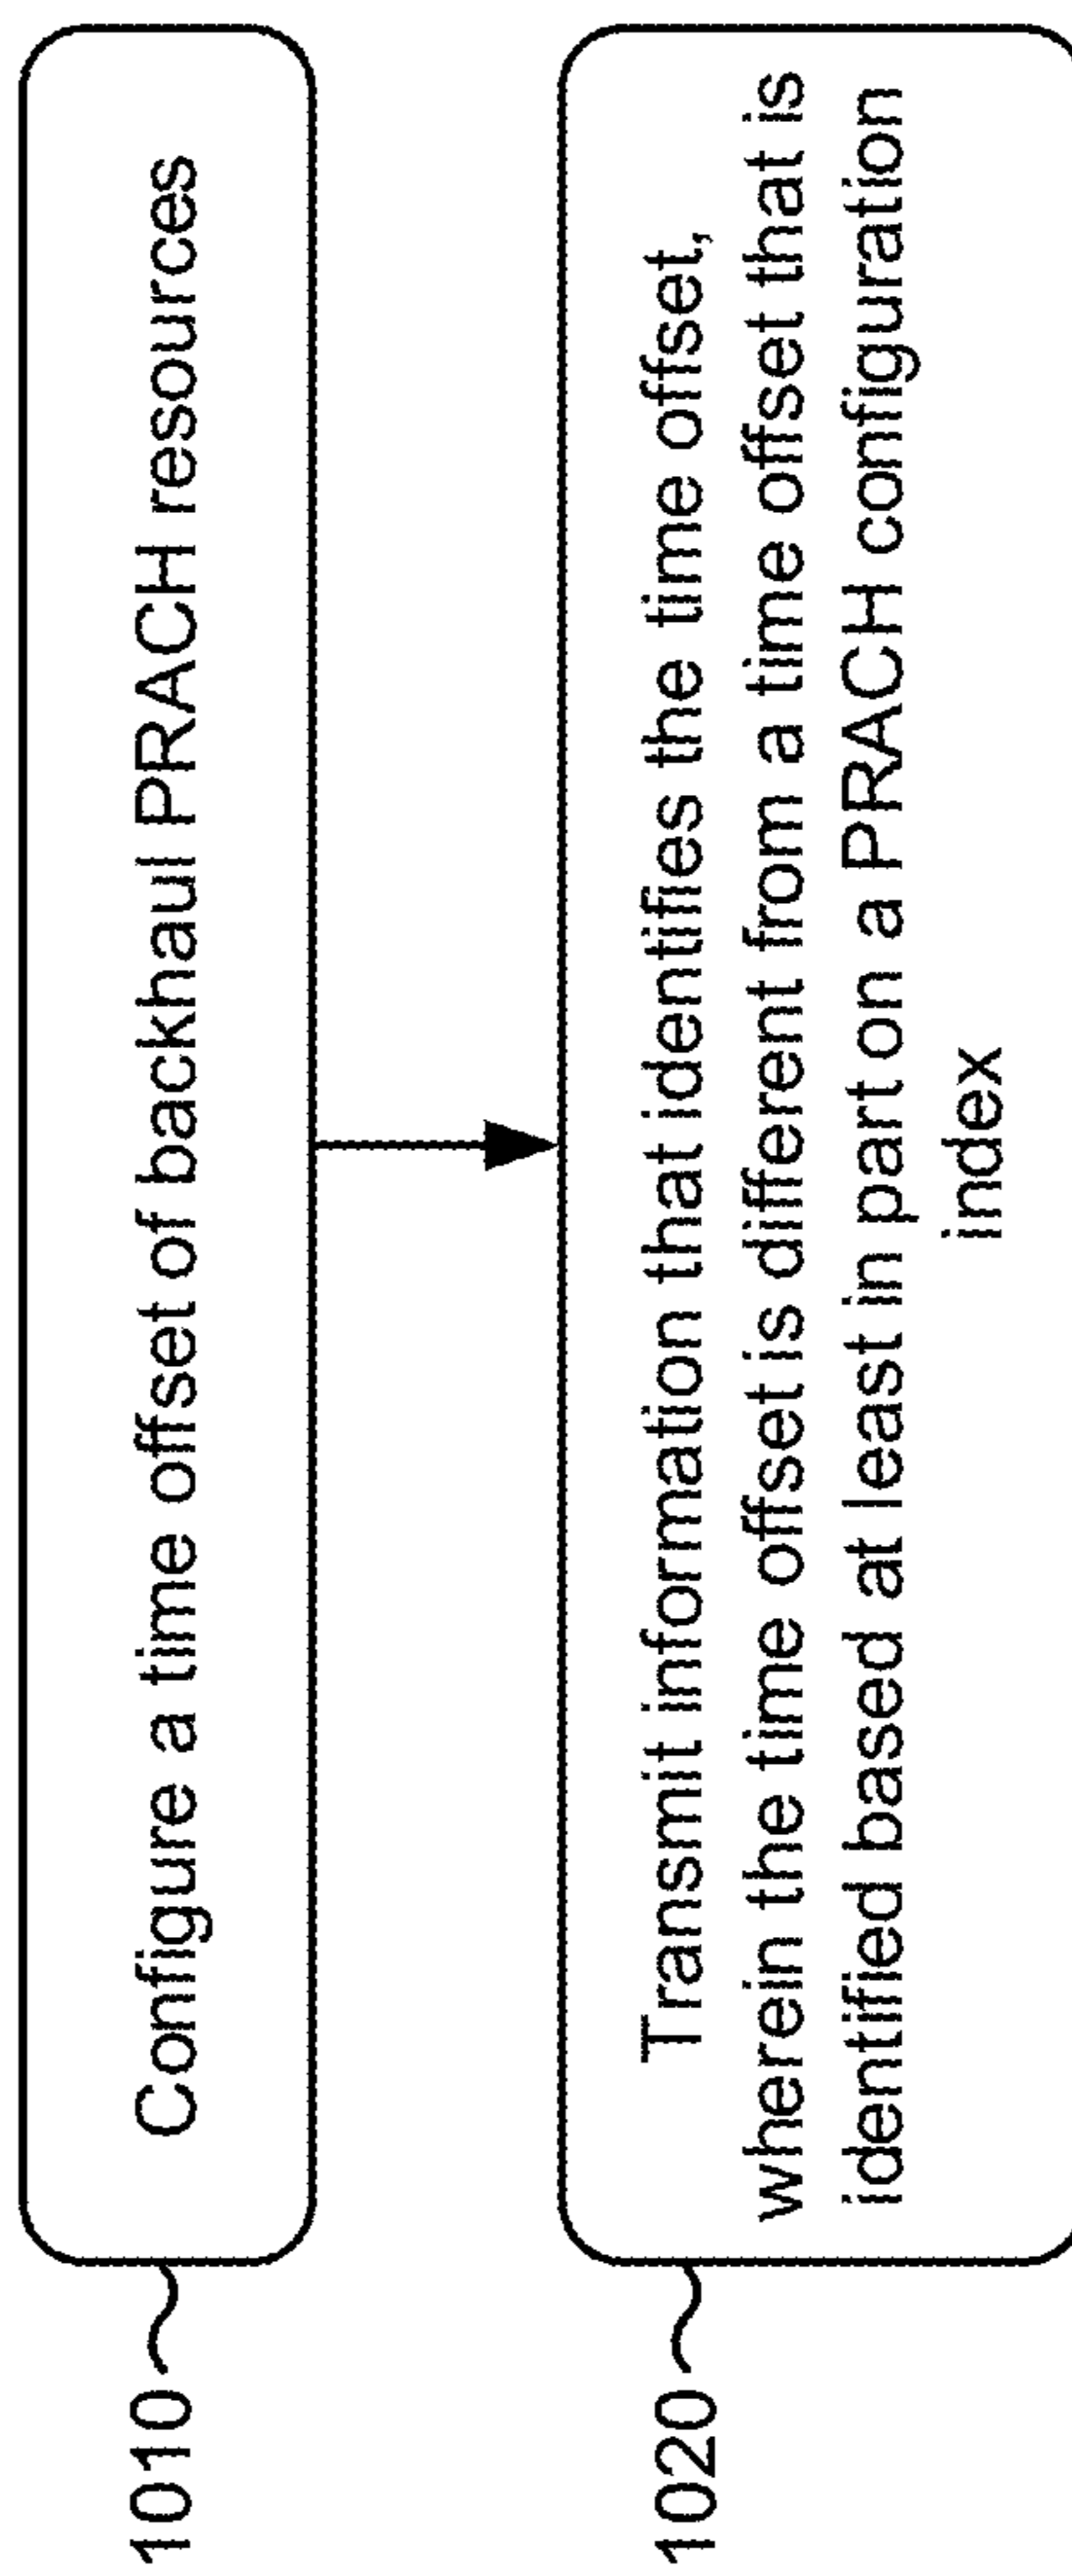 1010
Configure a time offset of backhaul PRACH resources
1020
Transmit information that identifies the time offset,
wherein the time offset is different from a time offset that is
identified based at least in part on a PRACH configuration
index